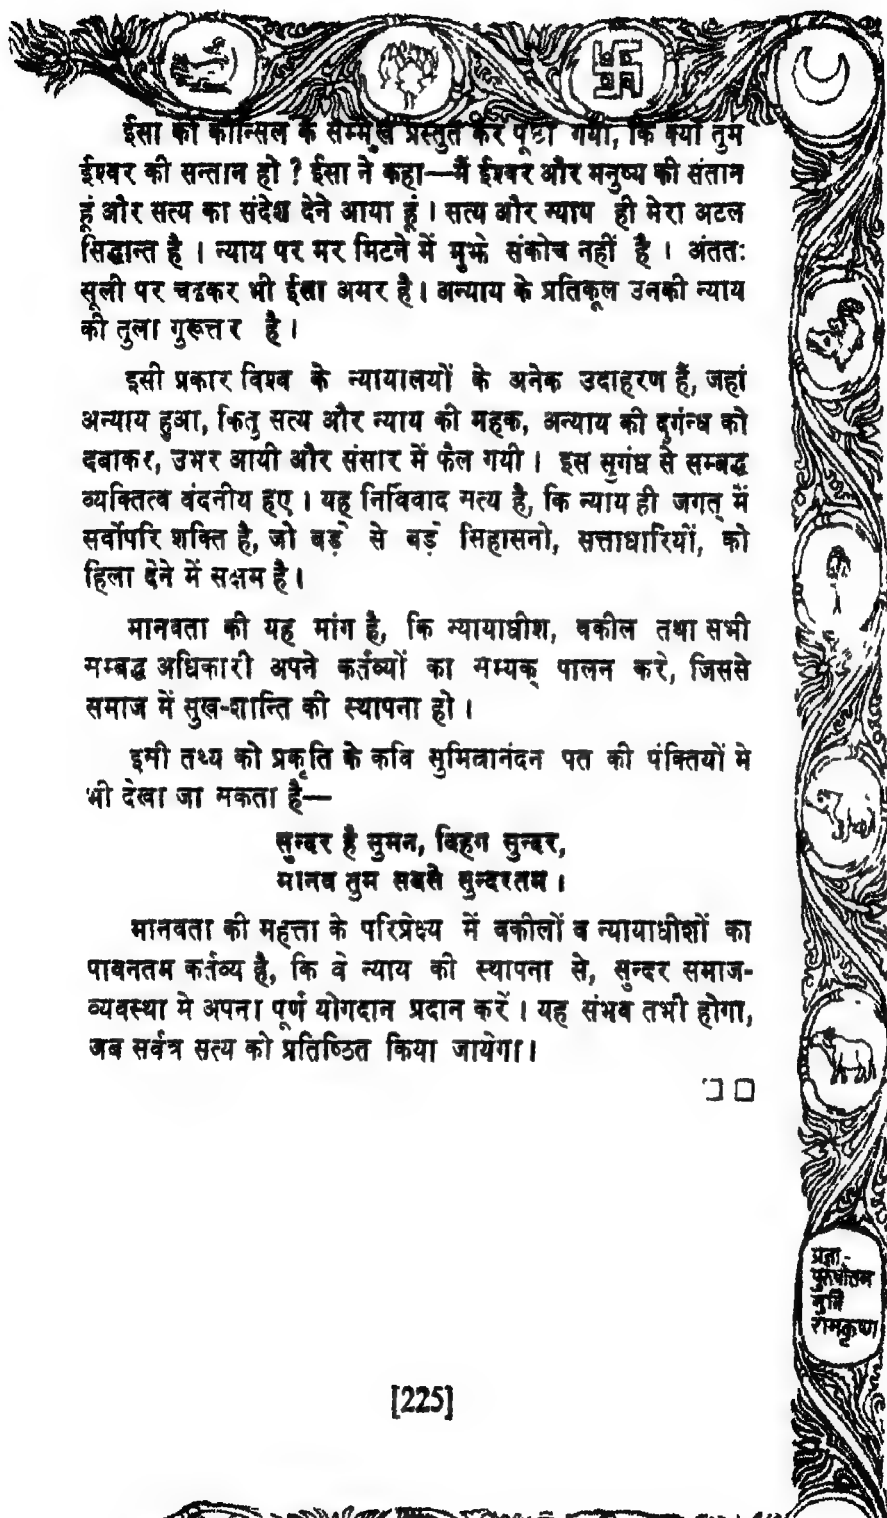 ईसा को कौन्सिल के सम्मुख प्रस्तुत कर पूछा गया, कि क्या तुम
ईश्वर की सन्तान हो ? ईसा ने कहा—मैं ईश्वर और मनुष्य की संतान
हूं और सत्य का संदेश देने आया हूं । सत्य और न्याय ही मेरा अटल
सिद्धान्त है । न्याय पर मर मिटने में मुझे संकोच नहीं है । अंततः
सूली पर चढकर भी ईसा अमर है। अन्याय के प्रतिकूल उनकी न्याय
की तुला गुरूत्तर है ।
इसी प्रकार विश्व के न्यायालयों के अनेक उदाहरण हैं, जहां
अन्याय हुआ, किंतु सत्य और न्याय की महक, अन्याय की दुर्गन्ध को
दबाकर, उभर आयी और संसार में फैल गयी । इस सुगंध से सम्बद्ध
व्यक्तित्व वंदनीय हुए । यह निर्विवाद सत्य है, कि न्याय ही जगत् में
सर्वोपरि शक्ति है, जो बड़े से बड़े सिंहासनो, सत्ताधारियों, को
हिला देने में सक्षम है।
मानवता की यह मांग है, कि न्यायाधीश, वकील तथा सभी
सम्बद्ध अधिकारी अपने कर्तव्यों का सम्यक् पालन करे, जिससे
समाज में सुख-शान्ति की स्थापना हो ।
इसी तथ्य को प्रकृति के कवि सुमित्रानंदन पत की पंक्तियों मे
भी देखा जा सकता है—
सुन्दर है सुमन, विहग सुन्दर,
मानव तुम सबसे सुन्दरतम ।
मानवता की महत्ता के परिप्रेक्ष्य में वकीलों व न्यायाधीशों का
पावनतम कर्तव्य है, कि वे न्याय की स्थापना से, सुन्दर समाज-
व्यवस्था मे अपना पूर्ण योगदान प्रदान करें । यह संभव तभी होगा,
जब सर्वत्र सत्य को प्रतिष्ठित किया जायेगा।
प्रज्ञा-
पुरुषोत्तम
मुनि
रामकृष्ण
[225]